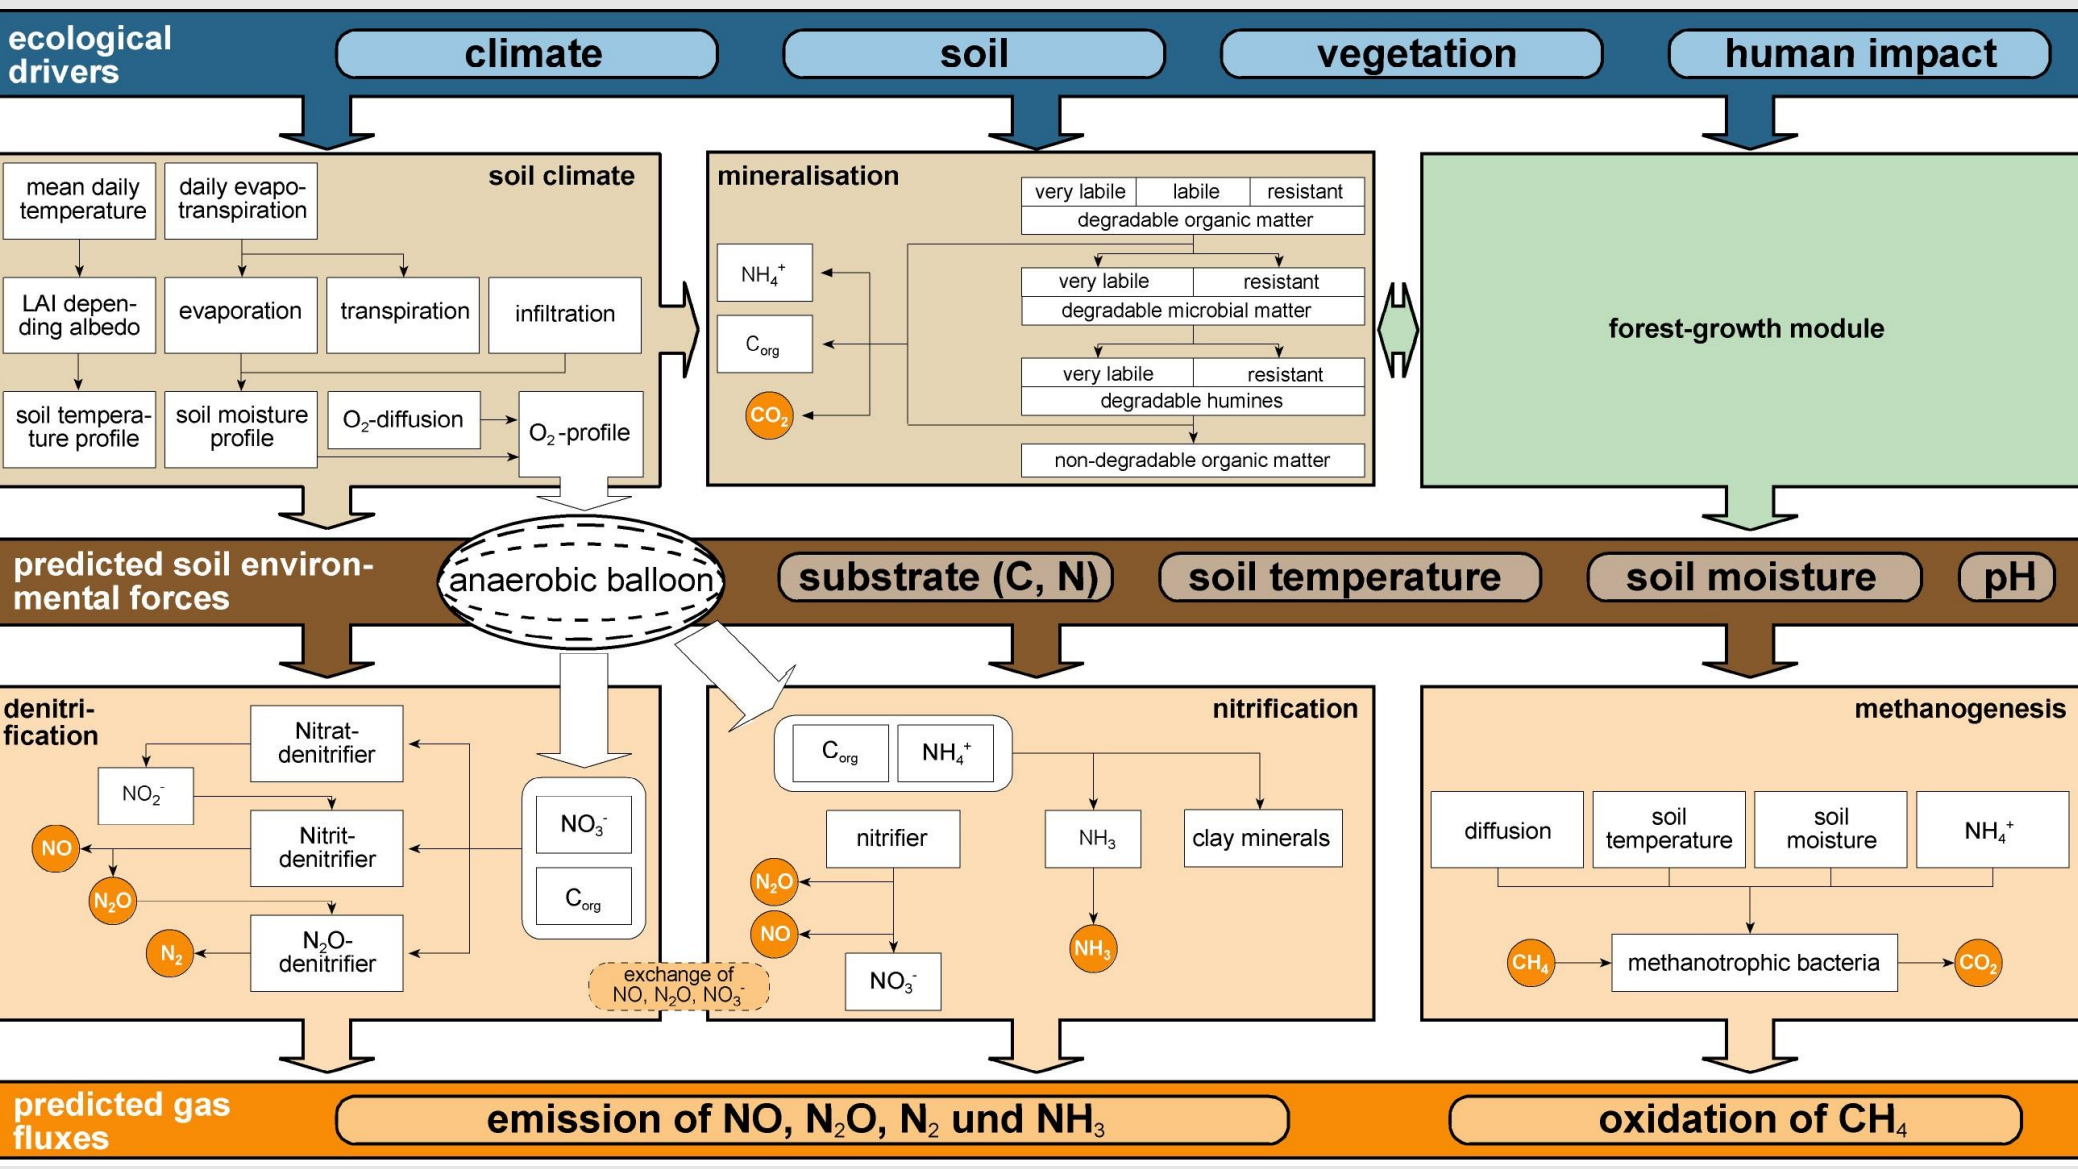 ecological
drivers
climate
soil
vegetation
human impact
soil climate
mean daily
temperature
daily evapo-
transpiration
LAI depen-
ding albedo
evaporation
transpiration
infiltration
soil tempera-
ture profile
soil moisture
profile
O₂-diffusion
O₂-profile
mineralisation
very labile
labile
resistant
degradable organic matter
NH₄⁺
very labile
resistant
degradable microbial matter
C_org
very labile
resistant
degradable humines
CO₂
non-degradable organic matter
forest-growth module
predicted soil environ-
mental forces
anaerobic balloon
substrate (C, N)
soil temperature
soil moisture
pH
denitri-
fication
Nitrat-
denitrifier
NO₂⁻
Nitrit-
denitrifier
NO
N₂O
N₂O-
denitrifier
N₂
NO₃⁻
C_org
exchange of
NO, N₂O, NO₃⁻
nitrification
C_org
NH₄⁺
nitrifier
NH₃
clay minerals
N₂O
NO
NH₃
NO₃⁻
methanogenesis
diffusion
soil
temperature
soil
moisture
NH₄⁺
CH₄
methanotrophic bacteria
CO₂
predicted gas
fluxes
emission of NO, N₂O, N₂ und NH₃
oxidation of CH₄